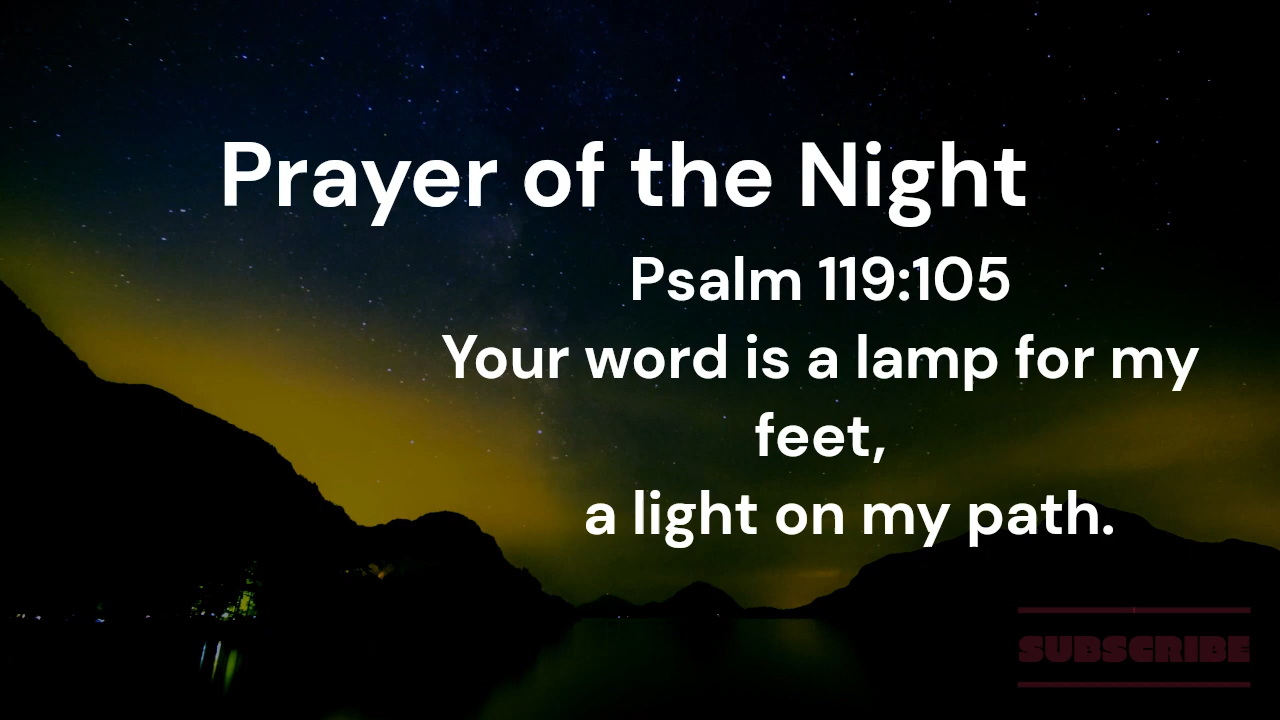 Prayer of the Night
Psalm 119:105
Your word is a lamp for my
feet,
a light on my path.
SUBSCRIBE